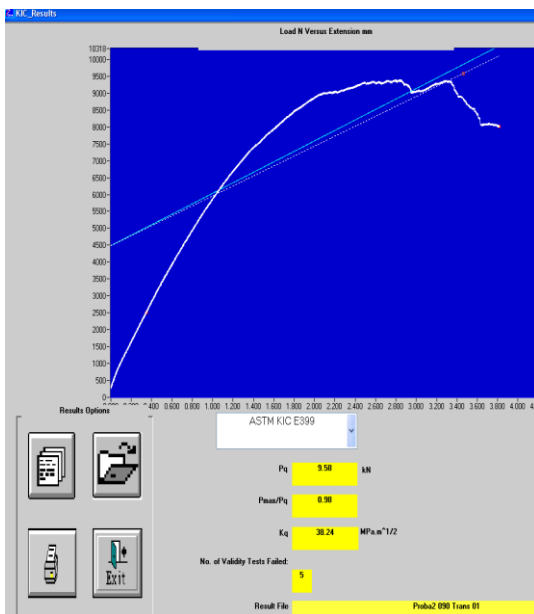 KIC_Results
Load N Versus Extension mm
10318
10000
9500
9000
8500
8000
7500
7000
6500
6000
5500
5000
4500
4000
3500
3000
2500
2000
1500
1000
500
0
0.400 0.600 0.800 1.000 1.200 1.400 1.600 1.800 2.000 2.200 2.400 2.600 2.800 3.000 3.200 3.400 3.600 3.800 4.000
Results Options
ASTM KIC E399
Pq 9.50 kN
Pmax/Pq 0.98
Kq 38.24 MPa.m^1/2
No. of Validity Tests Failed:
5
Exit
Result File Proba2 090 Trans 01